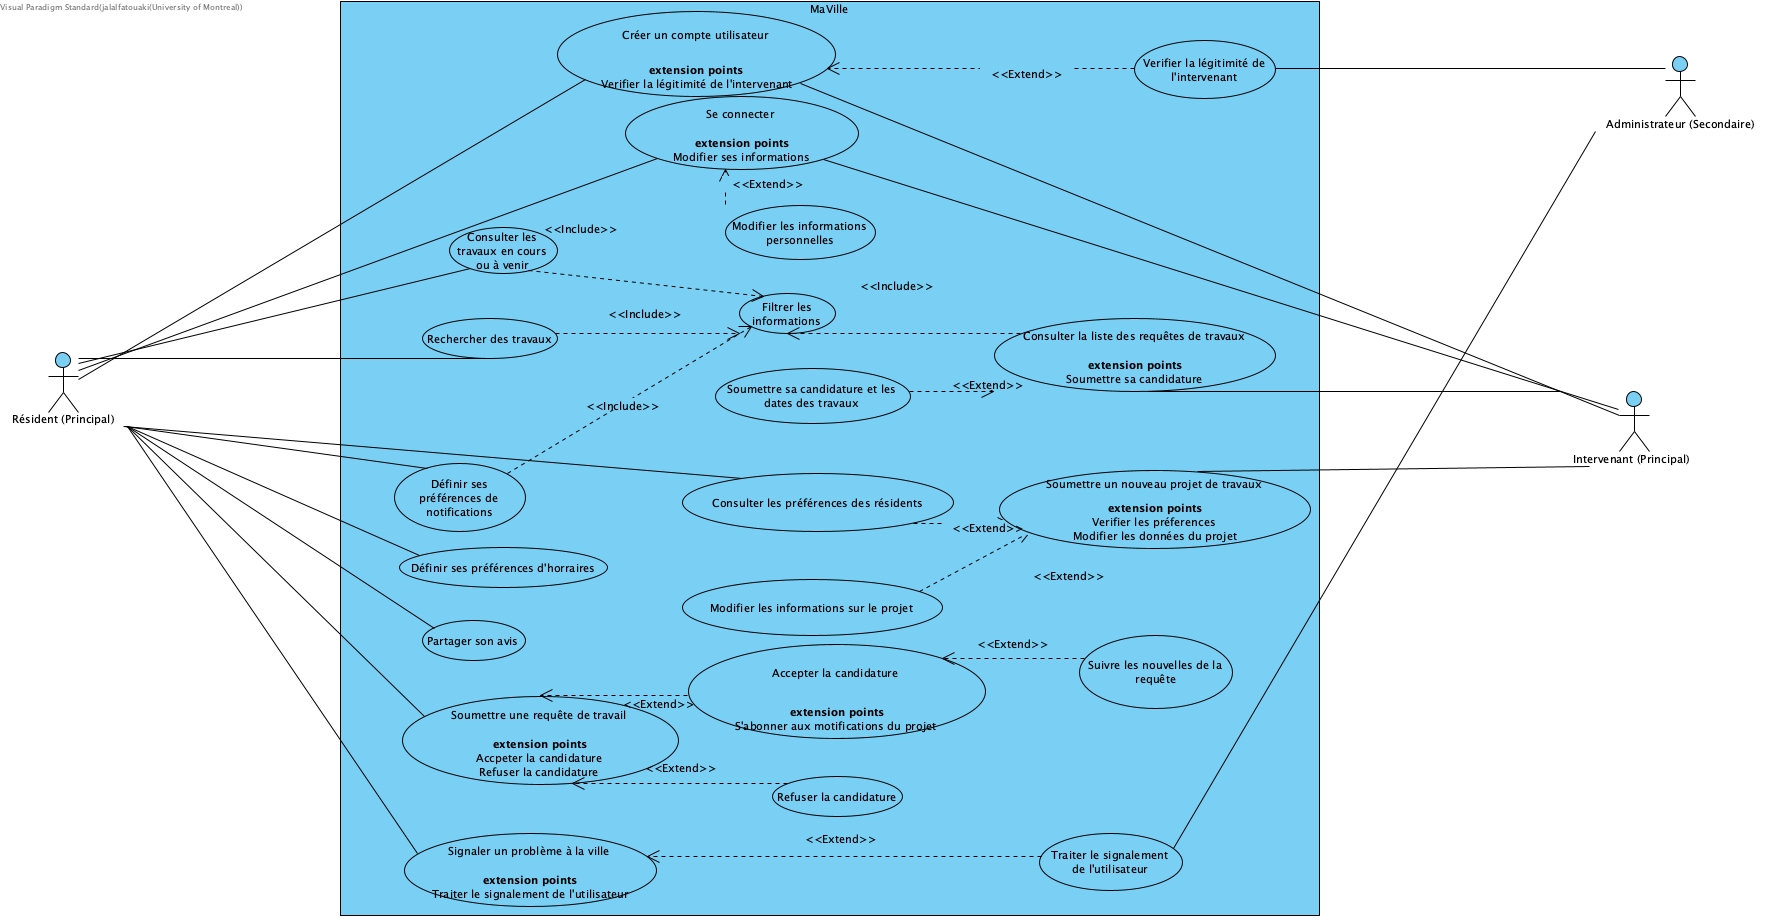 Visual Paradigm Standard(jalalfatouaki(University of Montreal))
MaVille
Créer un compte utilisateur
extension points
Verifier la légitimité de l'intervenant
<<Extend>>
Verifier la légitimité de
l'intervenant
Administrateur (Secondaire)
Se connecter
extension points
Modifier ses informations
<<Extend>>
Modifier les informations
personnelles
Consulter les
travaux en cours
ou à venir
<<Include>>
<<Include>>
Filtrer les
informations
<<Include>>
Rechercher des travaux
Consulter la liste des requêtes de travaux
extension points
Soumettre sa candidature
Soumettre sa candidature et les
dates des travaux
<<Extend>>
<<Include>>
Résident (Principal)
Intervenant (Principal)
Définir ses
préférences de
notifications
Consulter les préférences des résidents
Soumettre un nouveau projet de travaux
extension points
Verifier les préferences
Modifier les données du projet
<<Extend>>
Définir ses préférences d'horraires
<<Extend>>
Modifier les informations sur le projet
Partager son avis
<<Extend>>
Accepter la candidature
extension points
S'abonner aux motifications du projet
Suivre les nouvelles de la
requête
<<Extend>>
Soumettre une requête de travail
extension points
Accpeter la candidature
Refuser la candidature
<<Extend>>
Refuser la candidature
<<Extend>>
Signaler un problème à la ville
extension points
Traiter le signalement de l'utilisateur
Traiter le signalement
de l'utilisateur